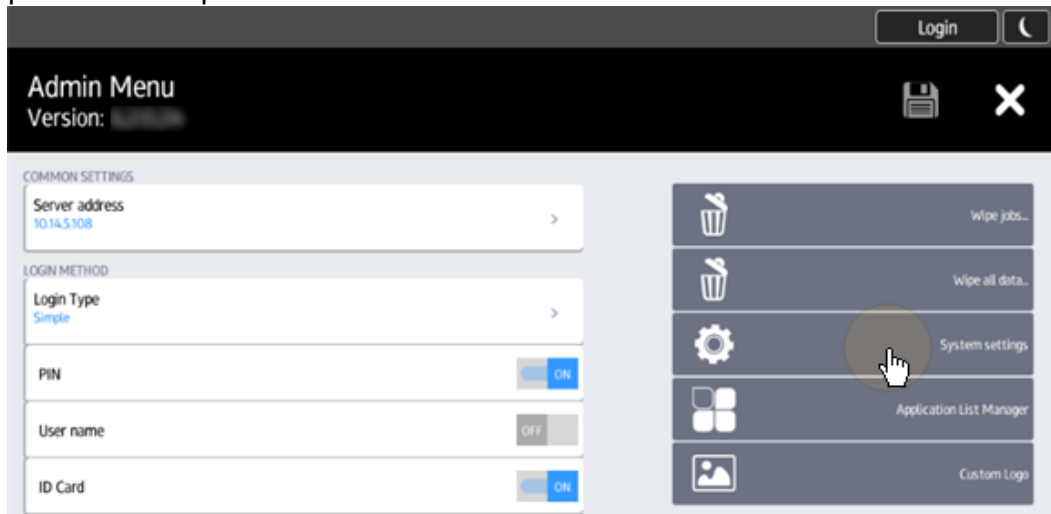 Login
Admin Menu
Version:
COMMON SETTINGS
Server address
10.14.5.108
LOGIN METHOD
Login Type
Simple
PIN
ON
User name
OFF
ID Card
ON
Wipe jobs...
Wipe all data...
System settings
Application List Manager
Custom Logo